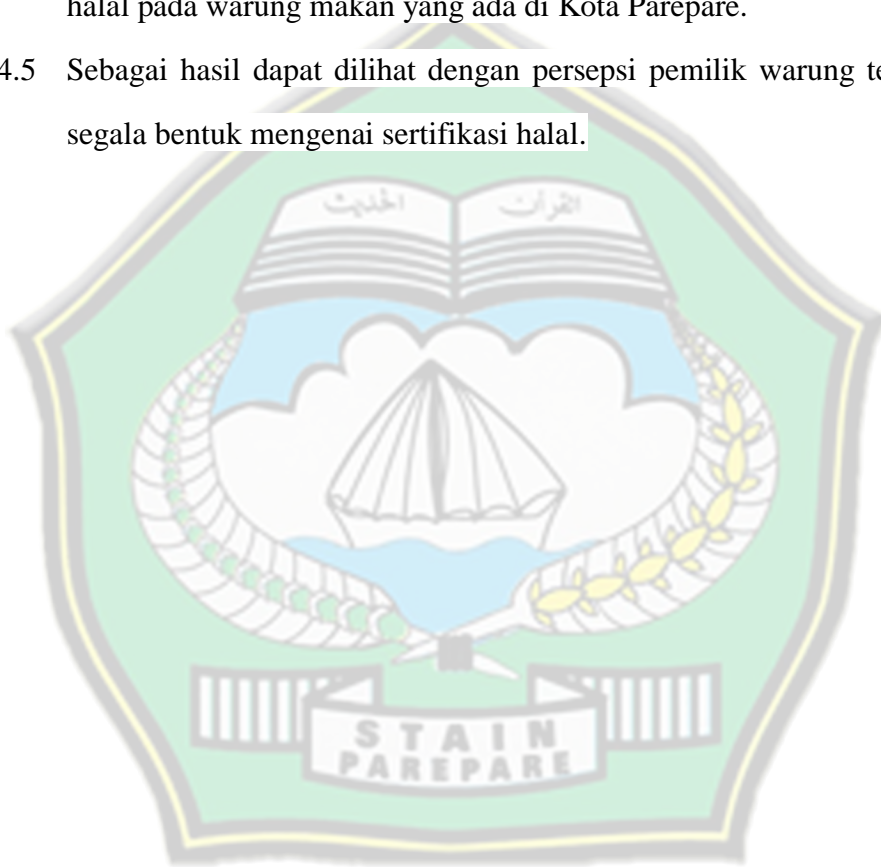 halal pada warung makan yang ada di Kota Parepare.
4.5 Sebagai hasil dapat dilihat dengan persepsi pemilik warung te
segala bentuk mengenai sertifikasi halal.
الحديث القرآن
STAIN
PAREPARE